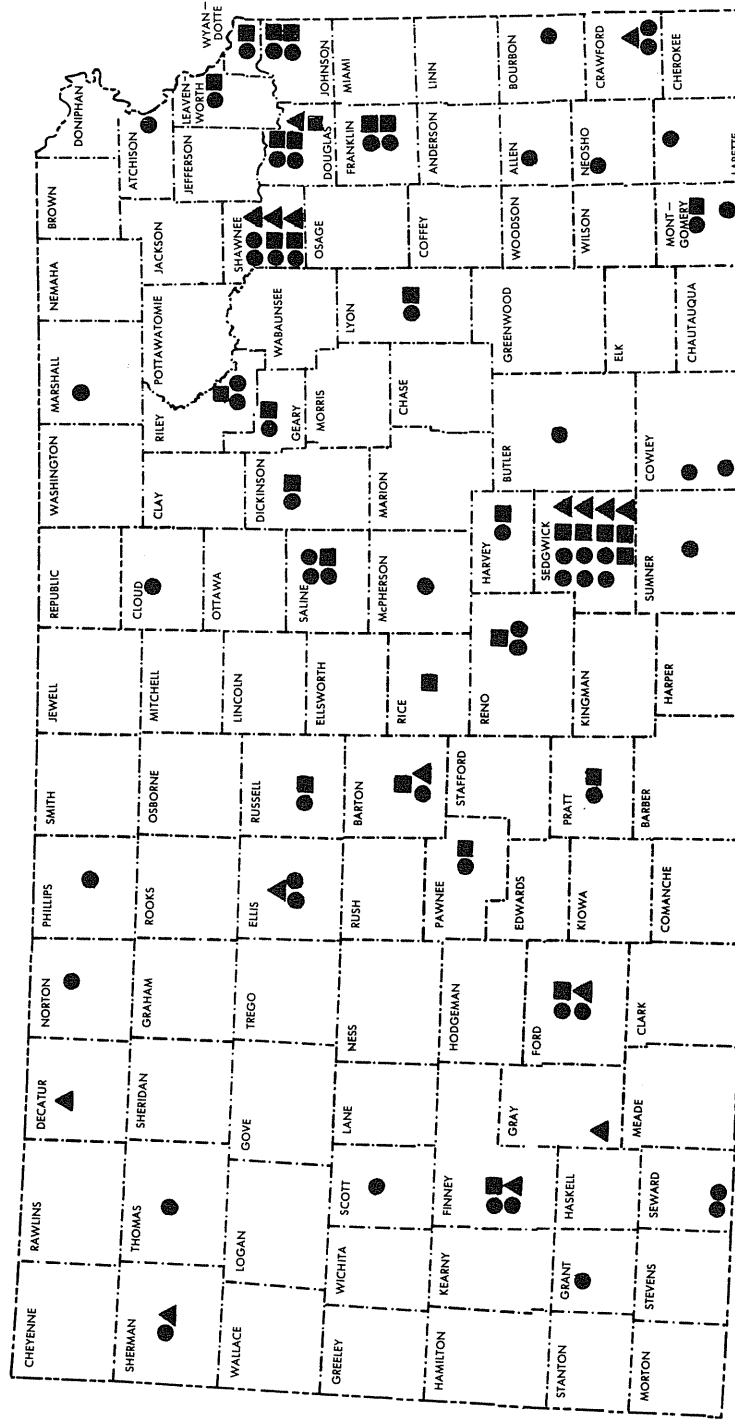 CHEYENNE
RAWLINS
DECATUR
NORTON
PHILLIPS
SMITH
JEWELL
REPUBLIC
WASHINGTON
MARSHALL
NEMAHA
BROWN
DONIPHAN
SHERMAN
THOMAS
SHERIDAN
GRAHAM
ROOKS
OSBORNE
MITCHELL
CLOUD
CLAY
RILEY
POTTAWATOMIE
JACKSON
ATCHISON
JEFFERSON
LEAVEN-
WORTH
WYAN-
DOTTE
WALLACE
LOGAN
GOVE
TREGO
ELLIS
RUSSELL
LINCOLN
OTTAWA
ELLSWORTH
SALINE
DICKINSON
GEARY
MORRIS
WABAUNSEE
SHAWNEE
OSAGE
DOUGLAS
FRANKLIN
JOHNSON
MIAMI
GREELEY
WICHITA
SCOTT
LANE
NESS
RUSH
BARTON
RICE
McPHERSON
MARION
CHASE
LYON
COFFEY
ANDERSON
LINN
HAMILTON
KEARNY
FINNEY
HODGEMAN
PAWNEE
STAFFORD
RENO
HARVEY
BUTLER
GREENWOOD
WOODSON
ALLEN
BOURBON
GRAY
FORD
EDWARDS
PRATT
KINGMAN
SEDGWICK
STANTON
GRANT
HASKELL
KIOWA
ELK
WILSON
NEOSHO
CRAWFORD
MORTON
STEVENS
SEWARD
MEADE
CLARK
COMANCHE
BARBER
HARPER
SUMNER
COWLEY
CHAUTAUQUA
MONT-
GOMERY
LABETTE
CHEROKEE